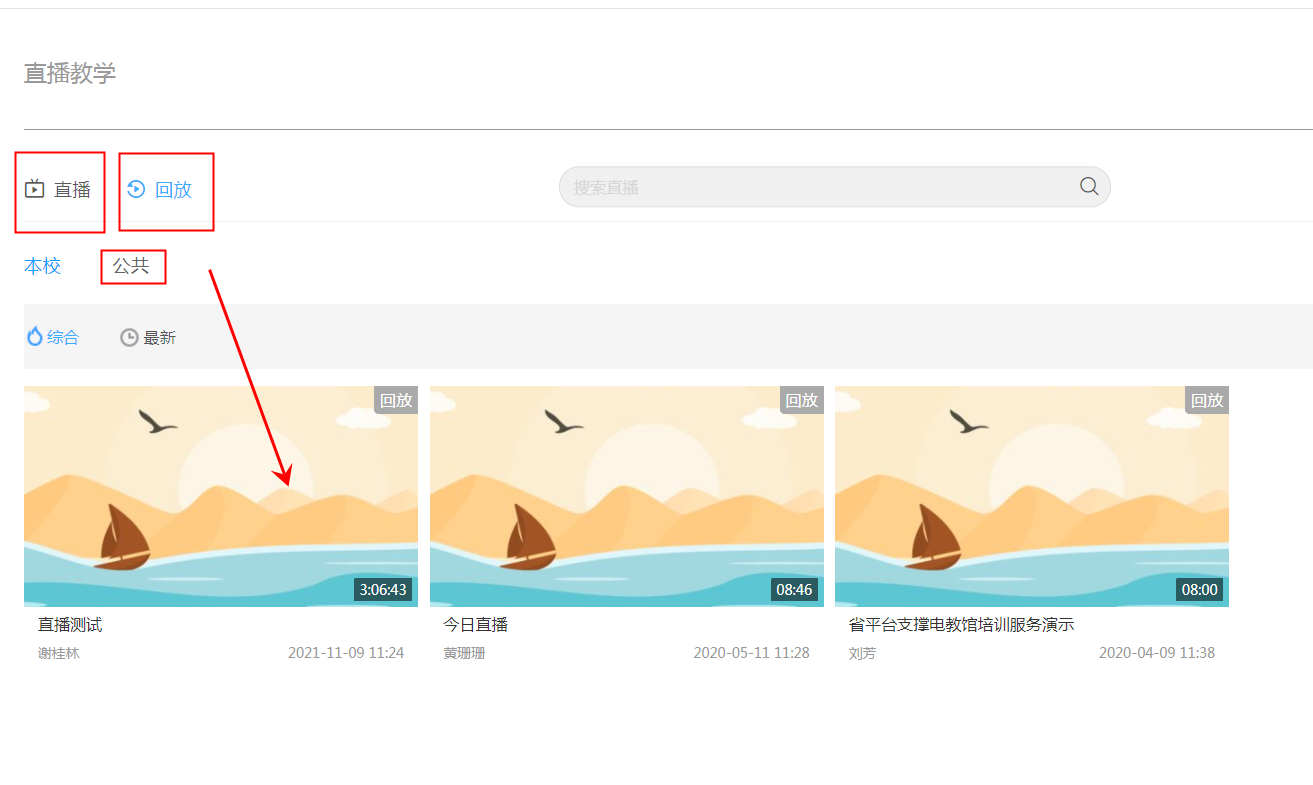 直播教学
直播 回放 搜索直播
本校 公共
综合 最新
回放 回放 回放
3:06:43 08:46 08:00
直播测试 今日直播 省平台支撑电教馆培训服务演示
谢桂林 2021-11-09 11:24 黄珊珊 2020-05-11 11:28 刘芳 2020-04-09 11:38